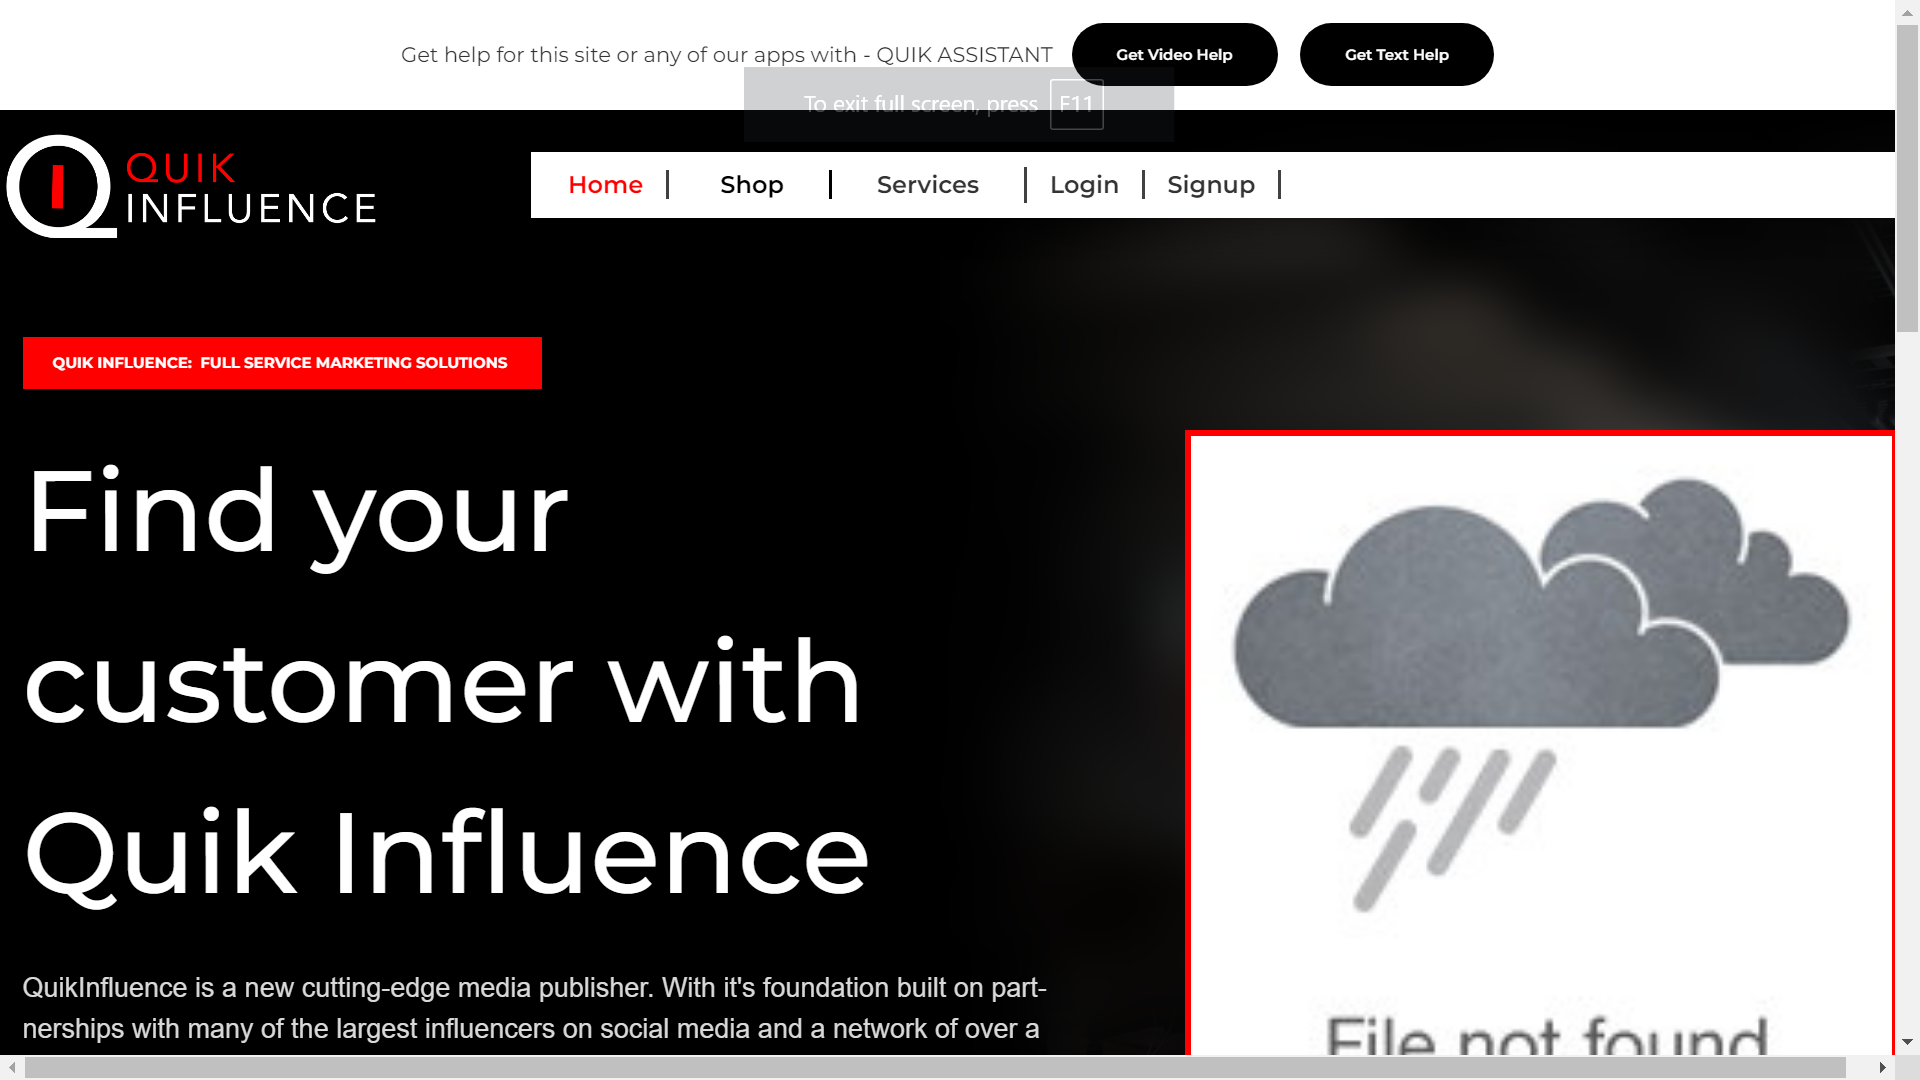 Get help for this site or any of our apps with - QUIK ASSISTANT
Get Video Help
Get Text Help
To exit full screen, press F11
QUIK
INFLUENCE
Home
Shop
Services
Login
Signup
QUIK INFLUENCE: FULL SERVICE MARKETING SOLUTIONS
Find your
customer with
Quik Influence
QuikInfluence is a new cutting-edge media publisher. With it's foundation built on part-
nerships with many of the largest influencers on social media and a network of over a
File not found